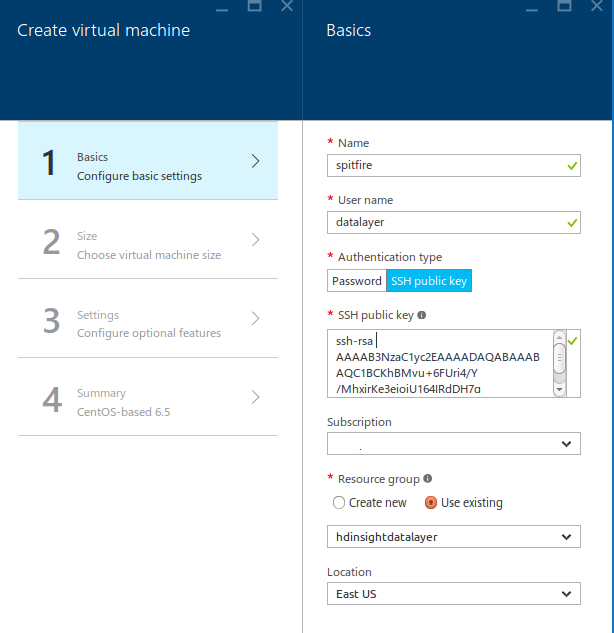 Create virtual machine
Basics
1
Basics
Configure basic settings
2
Size
Choose virtual machine size
3
Settings
Configure optional features
4
Summary
CentOS-based 6.5
* Name
spitfire
* User name
datalayer
* Authentication type
Password
SSH public key
* SSH public key
ssh-rsa
AAAAB3NzaC1yc2EAAAADAQABAAAB
AQC1BCKhBMvu+6FUri4/Y
/MhxirKe3eioiU164IRdDH7q
Subscription
.
* Resource group
Create new
Use existing
hdinsightdatalayer
Location
East US